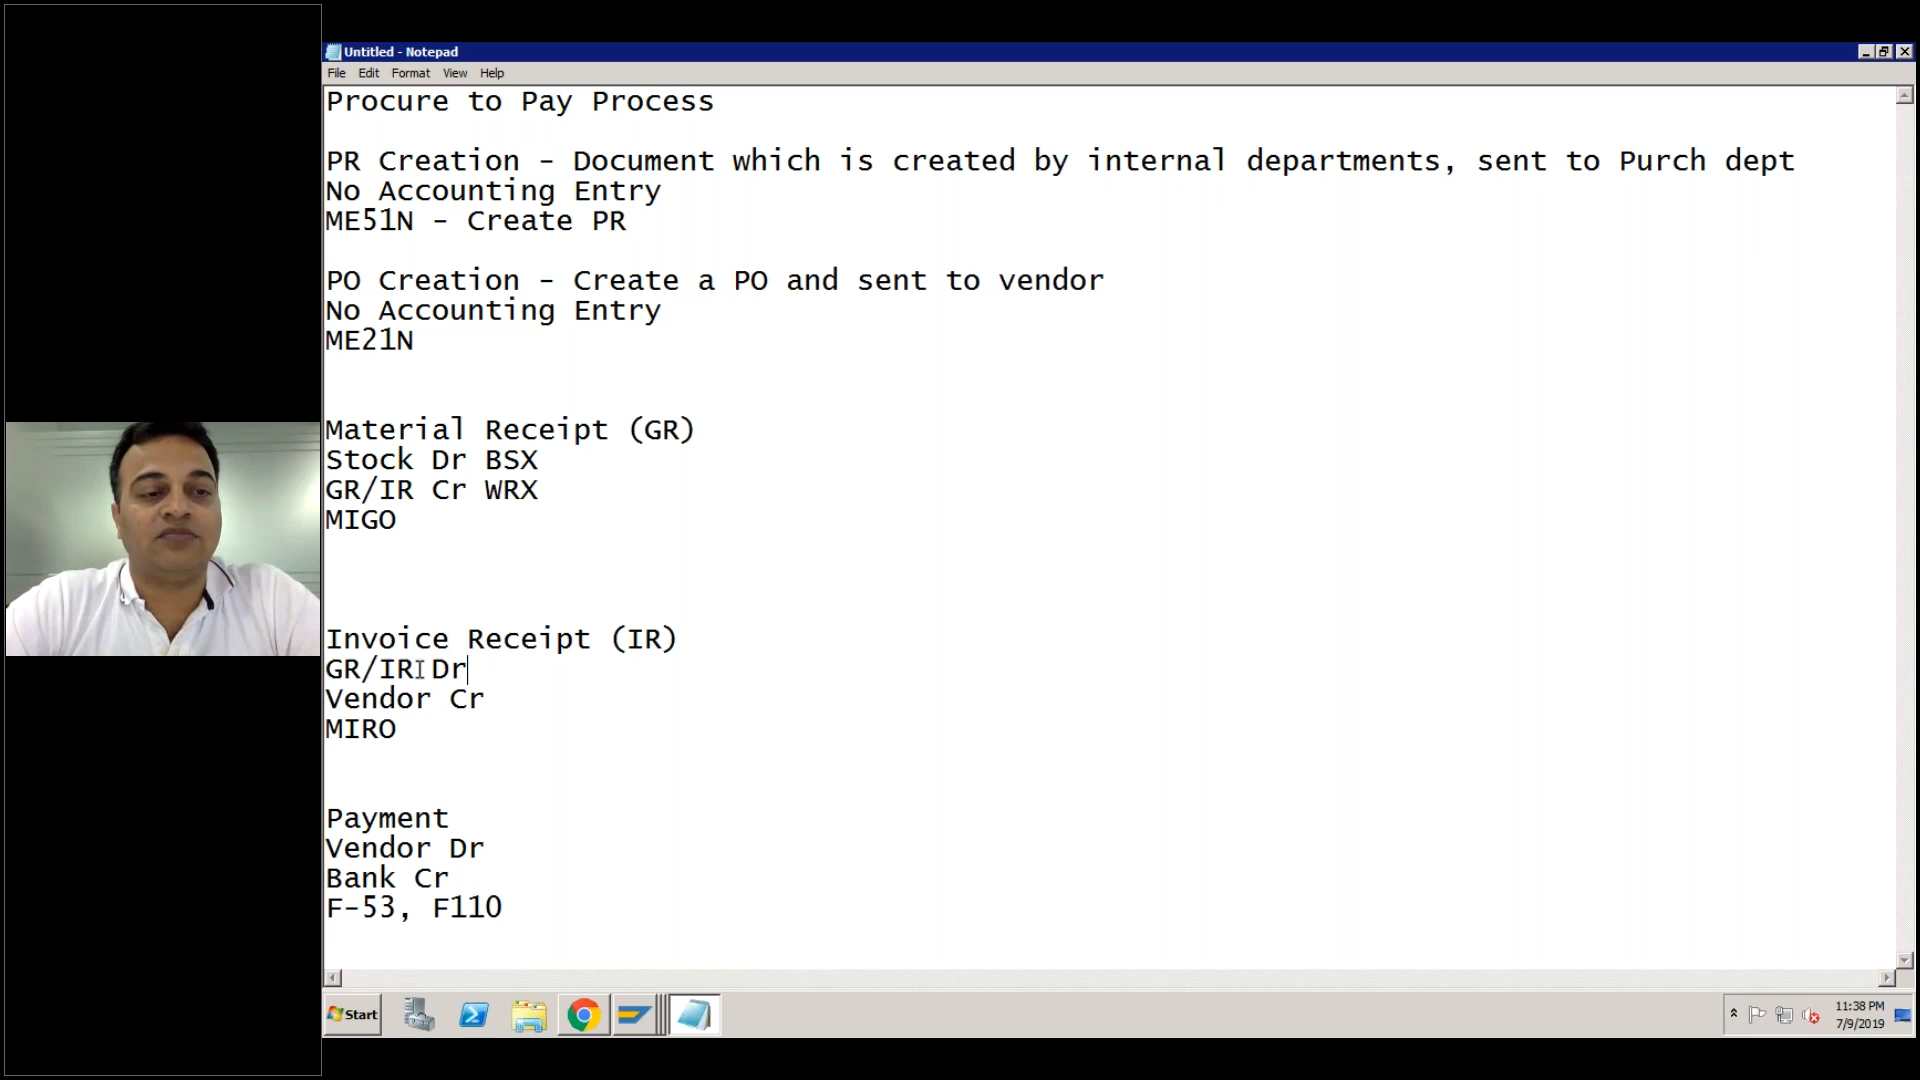 Untitled - Notepad
File Edit Format View Help
Procure to Pay Process
PR Creation - Document which is created by internal departments, sent to Purch dept
No Accounting Entry
ME51N - Create PR
PO Creation - Create a PO and sent to vendor
No Accounting Entry
ME21N
Material Receipt (GR)
Stock Dr BSX
GR/IR Cr WRX
MIGO
Invoice Receipt (IR)
GR/IR Dr
Vendor Cr
MIRO
Payment
Vendor Dr
Bank Cr
F-53, F110
Start
11:38 PM
7/9/2019